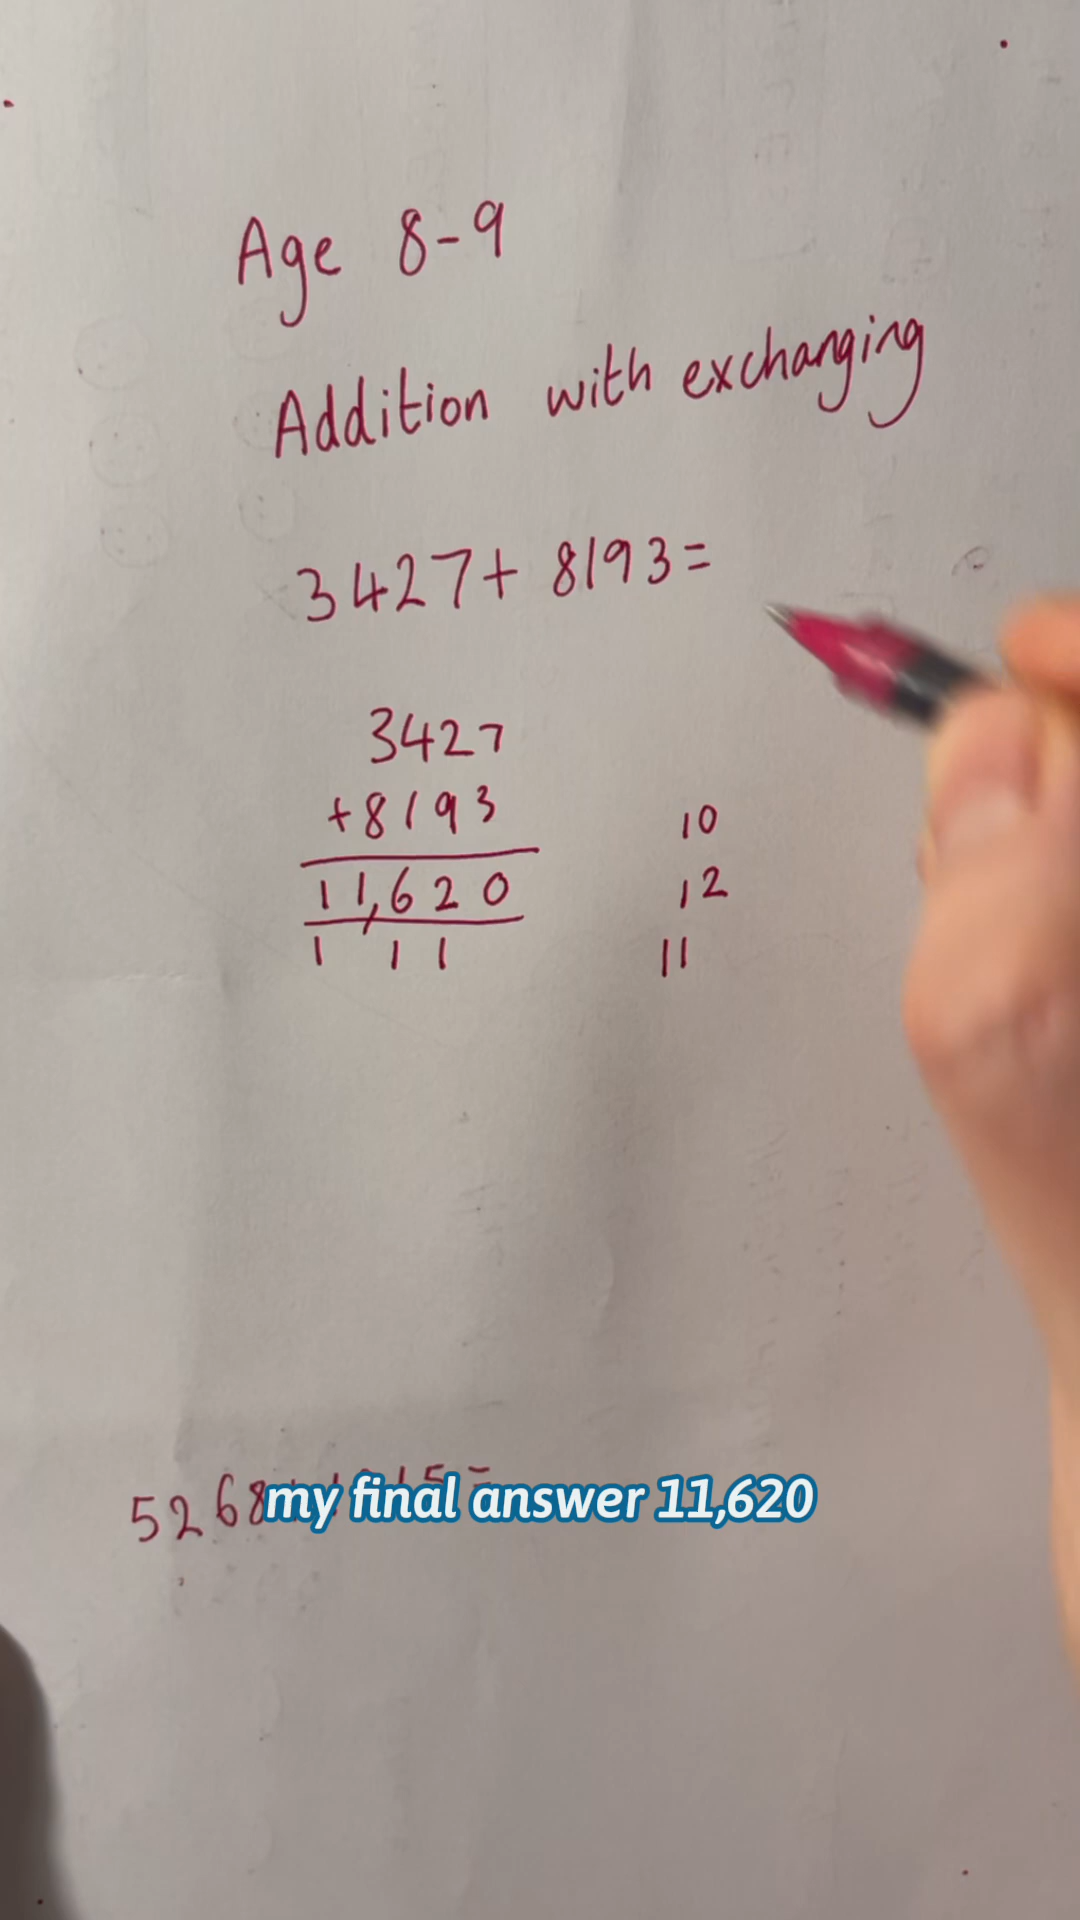 Age 8-9
Addition with exchanging
3427+ 8193=
3427
+8193
10
11,620
12
1 1 1
11
5268
my final answer 11,620